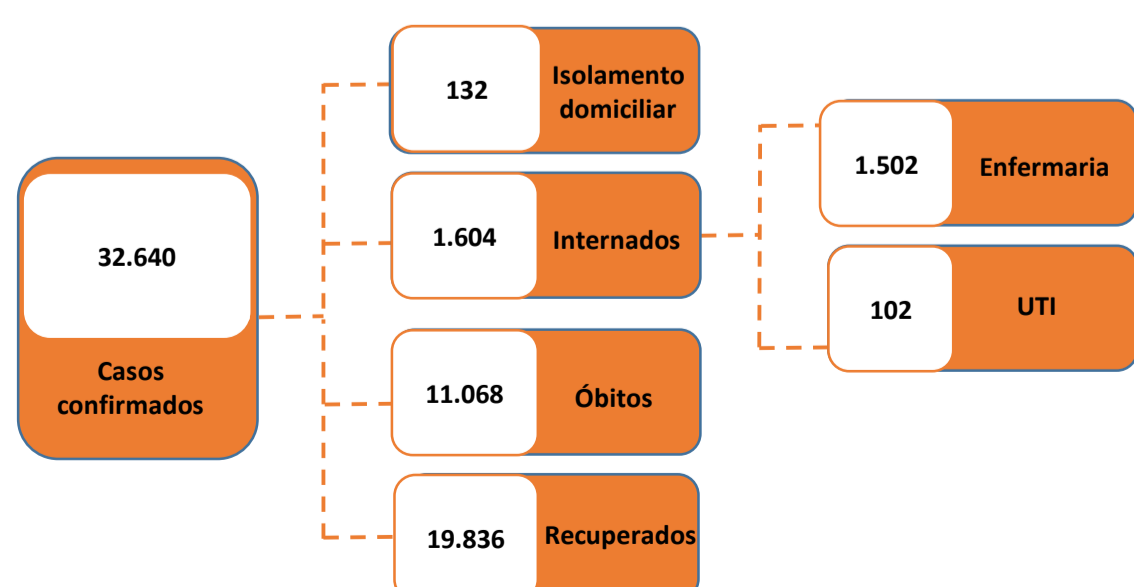 32.640
Casos
confirmados
132
Isolamento
domiciliar
1.604
Internados
11.068
Óbitos
19.836
Recuperados
1.502
Enfermaria
102
UTI